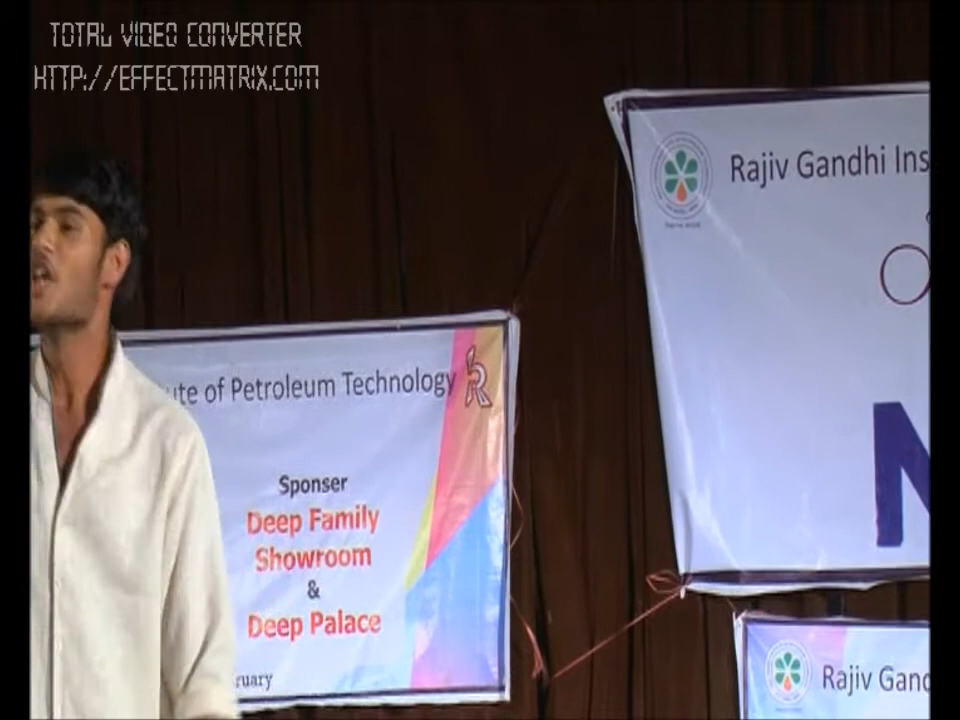 TOTAL VIDEO CONVERTER
HTTP://EFFECTMATRIX.COM
Rajiv Gandhi Ins
ute of Petroleum Technology
Sponser
Deep Family
Showroom
&
Deep Palace
ruary
N
Rajiv Gand